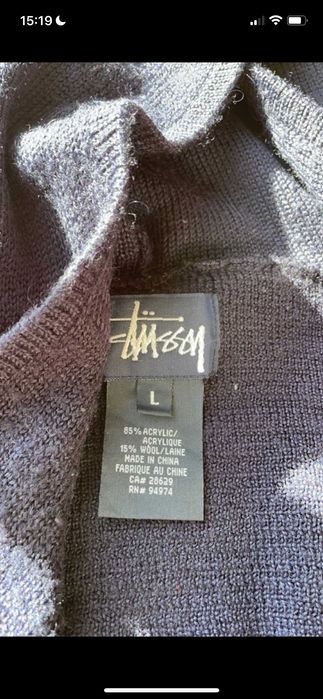 15:19
Stüssy
L
85% ACRYLIC/
ACRYLIQUE
15% WOOL/LAINE
MADE IN CHINA
FABRIQUE AU CHINE
CA# 28629
RN# 94974